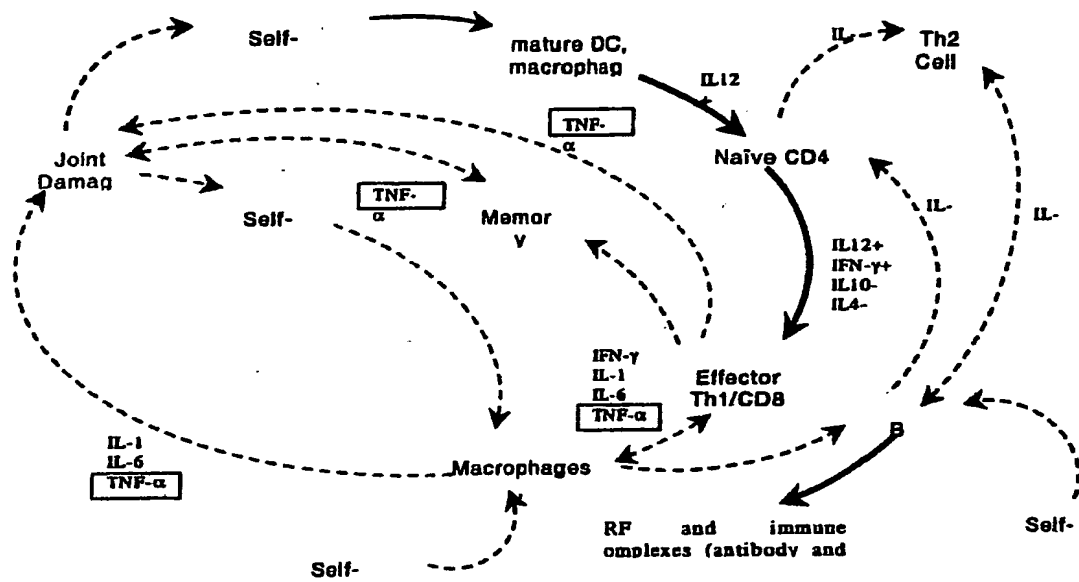 Self-
mature DC,
macrophag
IL-
Th2
Cell
IL12
+
TNF-
α
Joint
Damag
Naïve CD4
TNF-
α
Self-
Memor
y
IL-
IL-
IL12+
IFN-γ+
IL10-
IL4-
IFN-γ
IL-1
IL-6
TNF-α
Effector
Th1/CD8
B
IL-1
IL-6
TNF-α
Macrophages
RF and immune
omplexes (antibody and
Self-
Self-